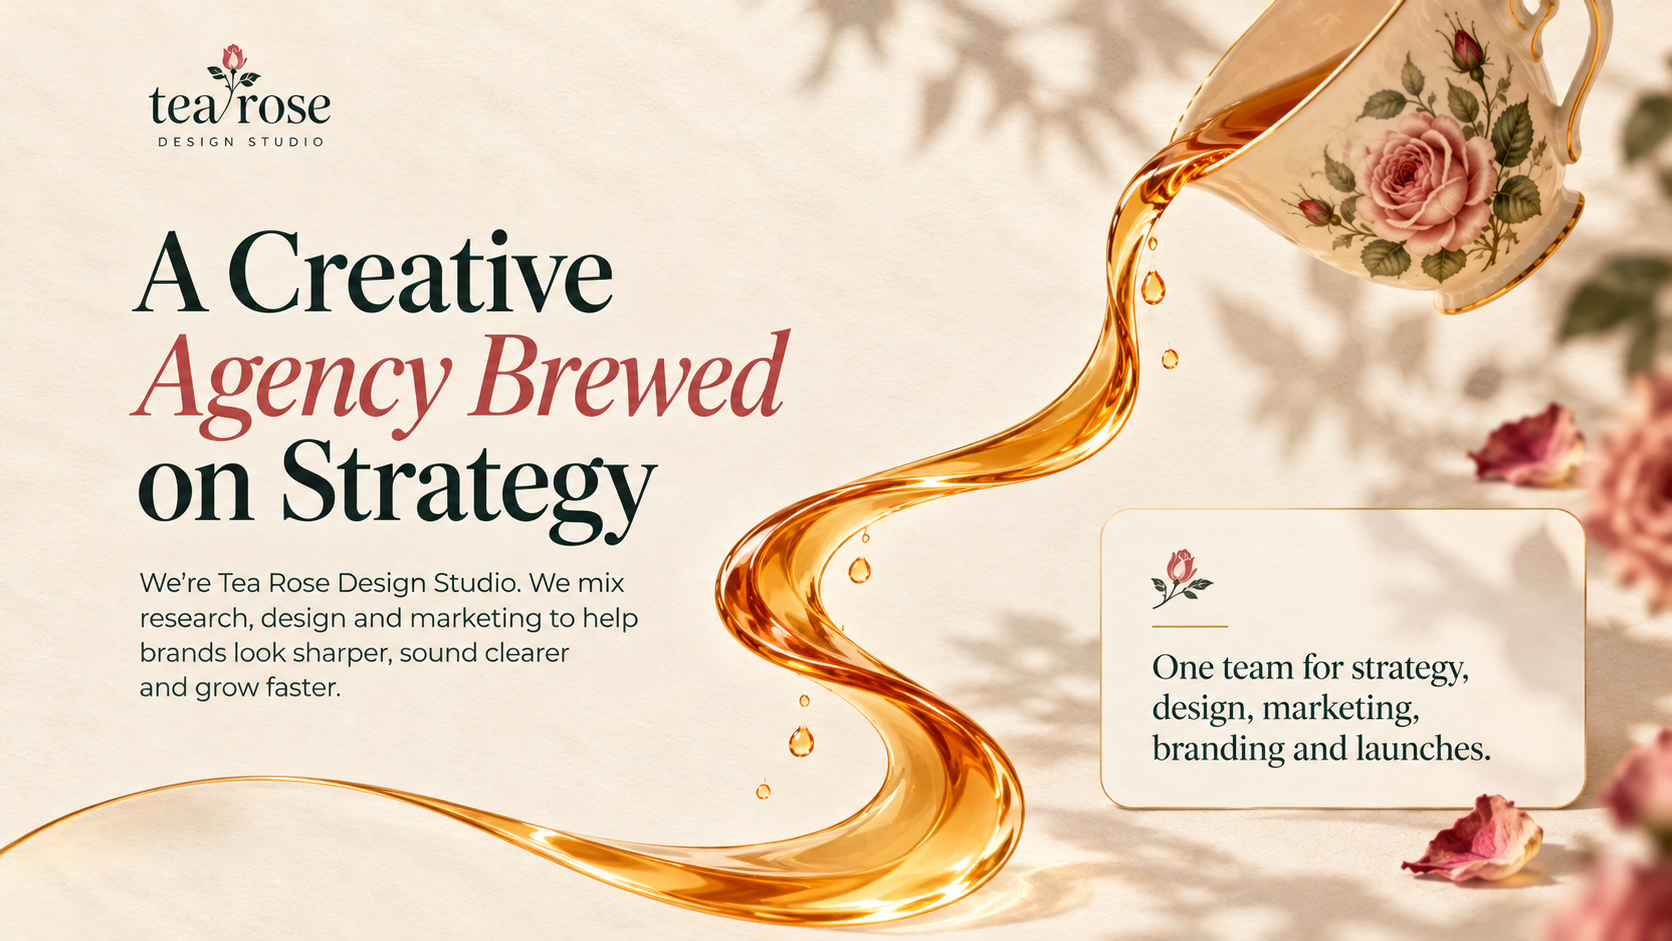 tea rose
DESIGN STUDIO
A Creative
Agency Brewed
on Strategy
We’re Tea Rose Design Studio. We mix
research, design and marketing to help
brands look sharper, sound clearer
and grow faster.
One team for strategy,
design, marketing,
branding and launches.